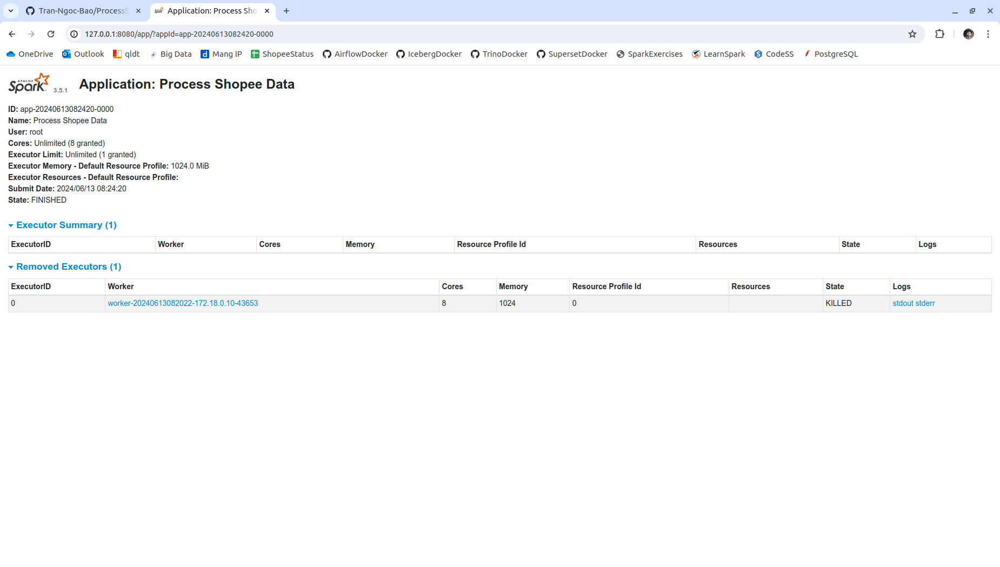 Tran-Ngoc-Bao/ProcessS
Application: Process Sho
127.0.0.1:8080/app/?appId=app-20240613082420-0000
OneDrive Outlook qldt Big Data Mang IP ShopeeStatus AirflowDocker IcebergDocker TrinoDocker SupersetDocker SparkExercises LearnSpark CodeSS PostgreSQL
APACHE Spark 3.5.1 Application: Process Shopee Data
ID: app-20240613082420-0000
Name: Process Shopee Data
User: root
Cores: Unlimited (8 granted)
Executor Limit: Unlimited (1 granted)
Executor Memory - Default Resource Profile: 1024.0 MiB
Executor Resources - Default Resource Profile:
Submit Date: 2024/06/13 08:24:20
State: FINISHED
Executor Summary (1)
ExecutorID Worker Cores Memory Resource Profile Id Resources State Logs
Removed Executors (1)
ExecutorID Worker Cores Memory Resource Profile Id Resources State Logs
0 worker-20240613082022-172.18.0.10-43653 8 1024 0 KILLED stdout stderr